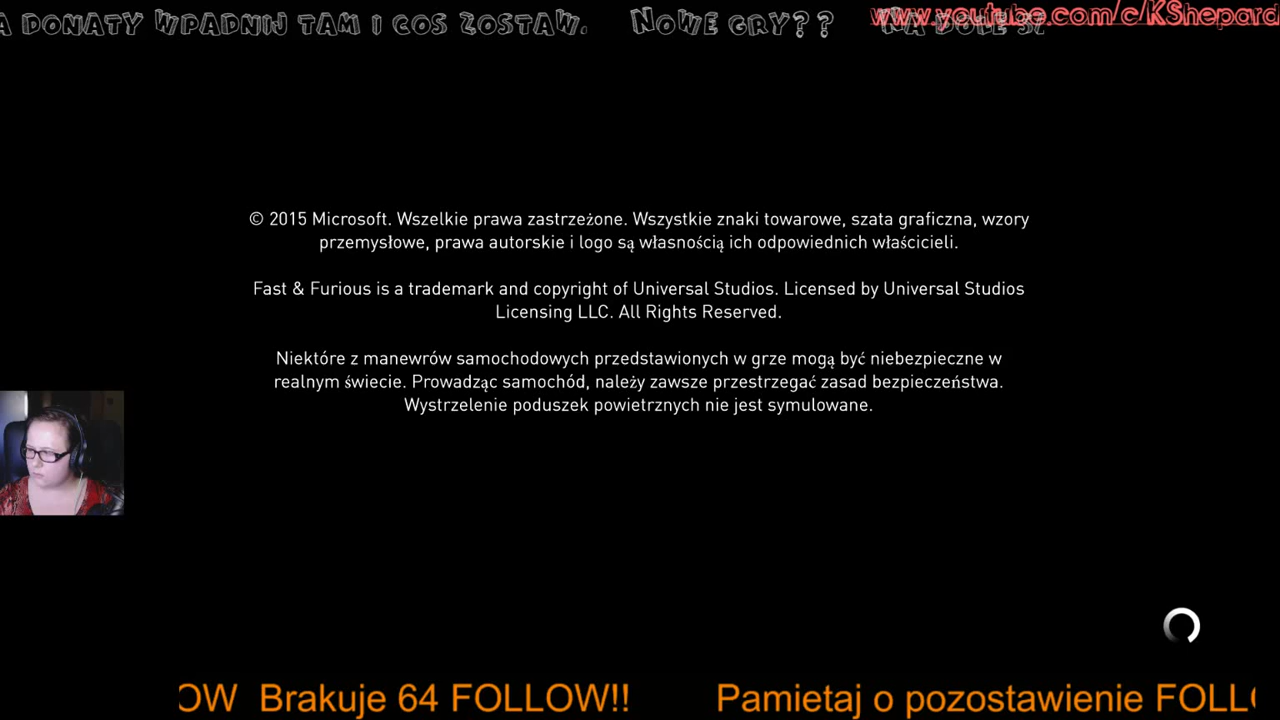 A DONATY WPADNIJ TAM I COS ZOSTAW. NOWE GRY?? NA DOLE
www.youtube.com/c/KShepard
© 2015 Microsoft. Wszelkie prawa zastrzeżone. Wszystkie znaki towarowe, szata graficzna, wzory
przemysłowe, prawa autorskie i logo są własnością ich odpowiednich właścicieli.
Fast & Furious is a trademark and copyright of Universal Studios. Licensed by Universal Studios
Licensing LLC. All Rights Reserved.
Niektóre z manewrów samochodowych przedstawionych w grze mogą być niebezpieczne w
realnym świecie. Prowadząc samochód, należy zawsze przestrzegać zasad bezpieczeństwa.
Wystrzelenie poduszek powietrznych nie jest symulowane.
OW Brakuje 64 FOLLOW!! Pamietaj o pozostawienie FOLLO